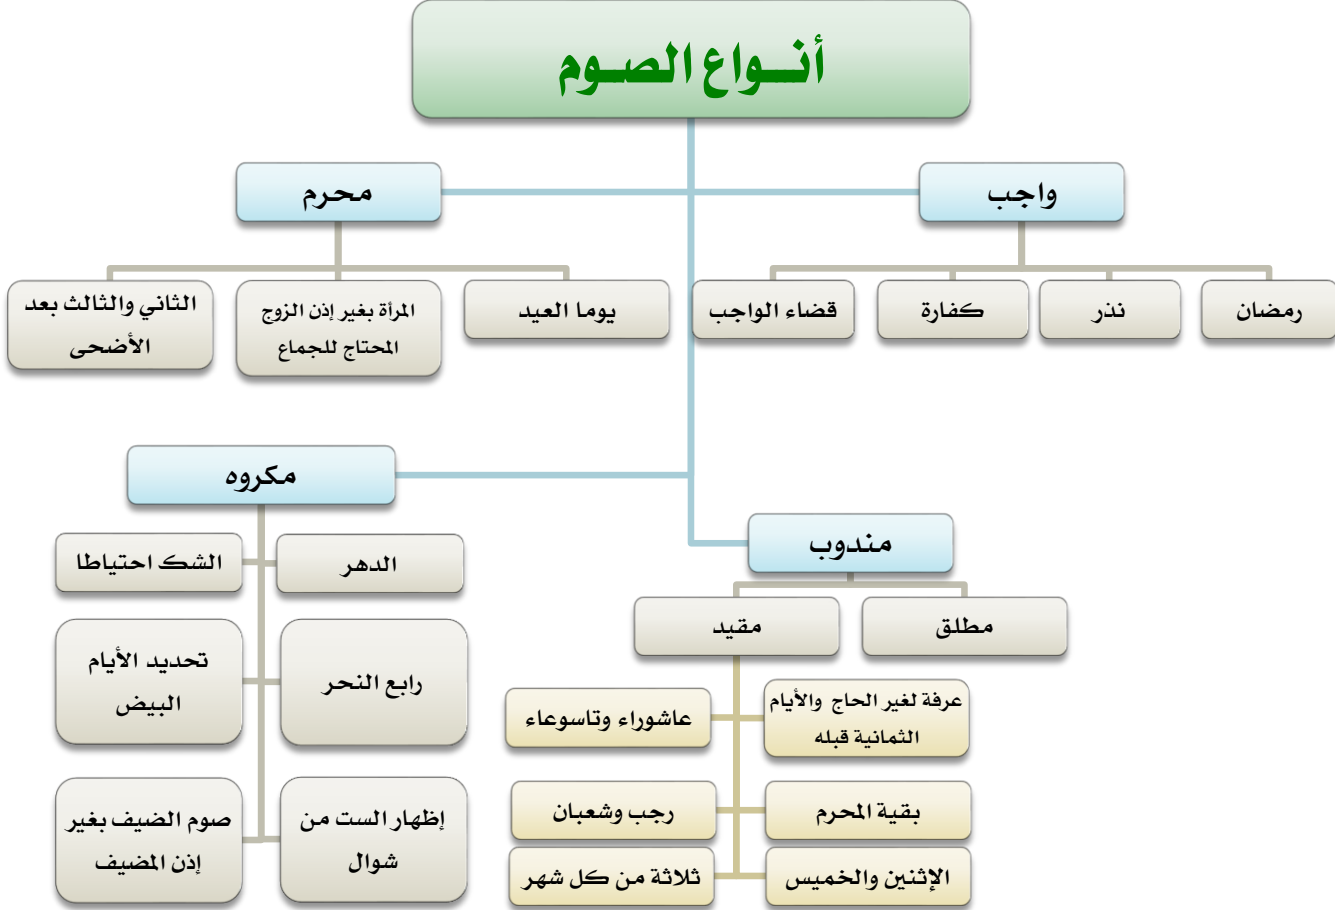 أنــواع الصــوم
واجب
محرم
رمضان
نذر
كفارة
قضاء الواجب
يوما العيد
المرأة بغير إذن الزوج
المحتاج للجماع
الثاني والثالث بعد
الأضحى
مكروه
الدهر
الشك احتياطا
رابع النحر
تحديد الأيام
البيض
إظهار الست من
شوال
صوم الضيف بغير
إذن المضيف
مندوب
مطلق
مقيد
عرفة لغير الحاج والأيام
الثمانية قبله
عاشوراء وتاسوعاء
بقية المحرم
رجب وشعبان
الإثنين والخميس
ثلاثة من كل شهر